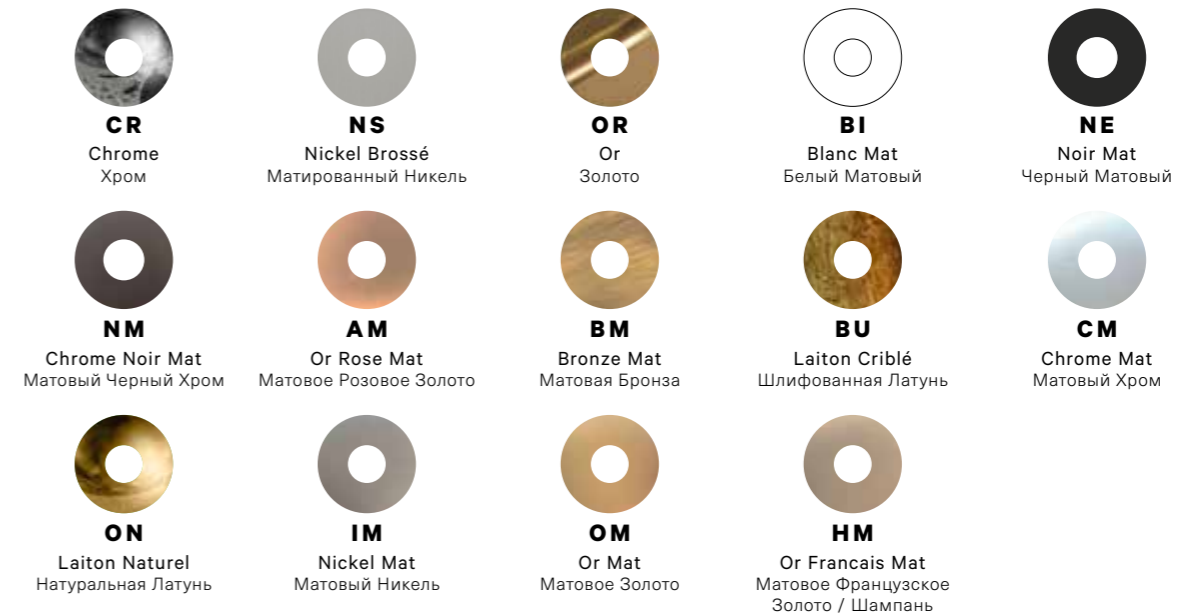 CR
Chrome
Хром
NS
Nickel Brossé
Матированный Никель
OR
Or
Золото
BI
Blanc Mat
Белый Матовый
NE
Noir Mat
Черный Матовый
NM
Chrome Noir Mat
Матовый Черный Хром
AM
Or Rose Mat
Матовое Розовое Золото
BM
Bronze Mat
Матовая Бронза
BU
Laiton Criblé
Шлифованная Латунь
CM
Chrome Mat
Матовый Хром
ON
Laiton Naturel
Натуральная Латунь
IM
Nickel Mat
Матовый Никель
OM
Or Mat
Матовое Золото
HM
Or Francais Mat
Матовое Французское
Золото / Шампань